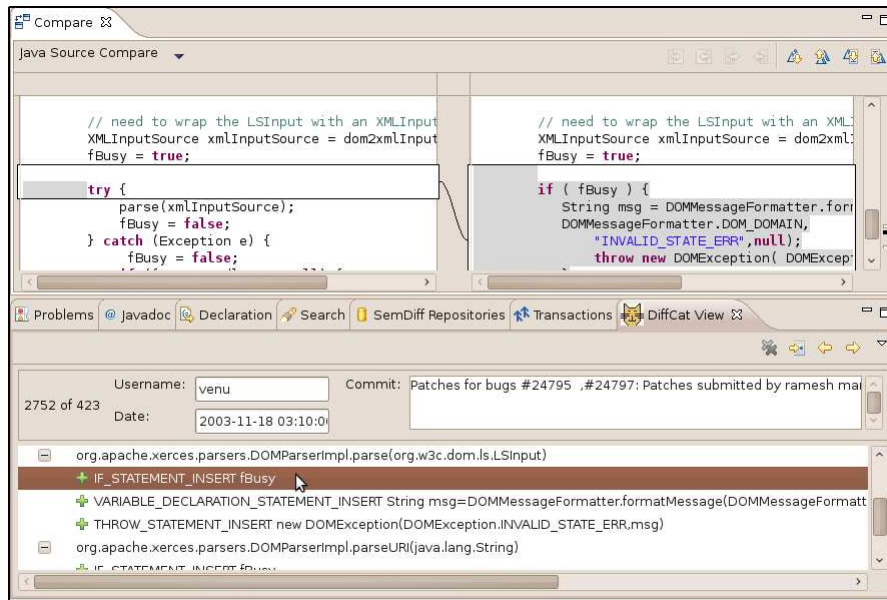 Compare
Java Source Compare
// need to wrap the LSInput with an XMLInput
XMLInputSource xmlInputSource = dom2xmlInput
fBusy = true;
try {
parse(xmlInputSource);
fBusy = false;
} catch (Exception e) {
fBusy = false;
// need to wrap the LSInput with an XML
XMLInputSource xmlInputSource = dom2xml
fBusy = true;
if ( fBusy ) {
String msg = DOMMessageFormatter.form
DOMMessageFormatter.DOM_DOMAIN,
"INVALID_STATE_ERR",null);
throw new DOMException( DOMExcep
Problems @ Javadoc Declaration Search SemDiff Repositories Transactions DiffCat View
2752 of 423
Username: venu
Date: 2003-11-18 03:10:0
Commit: Patches for bugs #24795 ,#24797: Patches submitted by ramesh ma
org.apache.xerces.parsers.DOMParserImpl.parse(org.w3c.dom.ls.LSInput)
IF_STATEMENT_INSERT fBusy
VARIABLE_DECLARATION_STATEMENT_INSERT String msg=DOMMessageFormatter.formatMessage(DOMMessageFormatt
THROW_STATEMENT_INSERT new DOMException(DOMException.INVALID_STATE_ERR,msg)
org.apache.xerces.parsers.DOMParserImpl.parseURI(java.lang.String)
IF_STATEMENT_INSERT fBusy